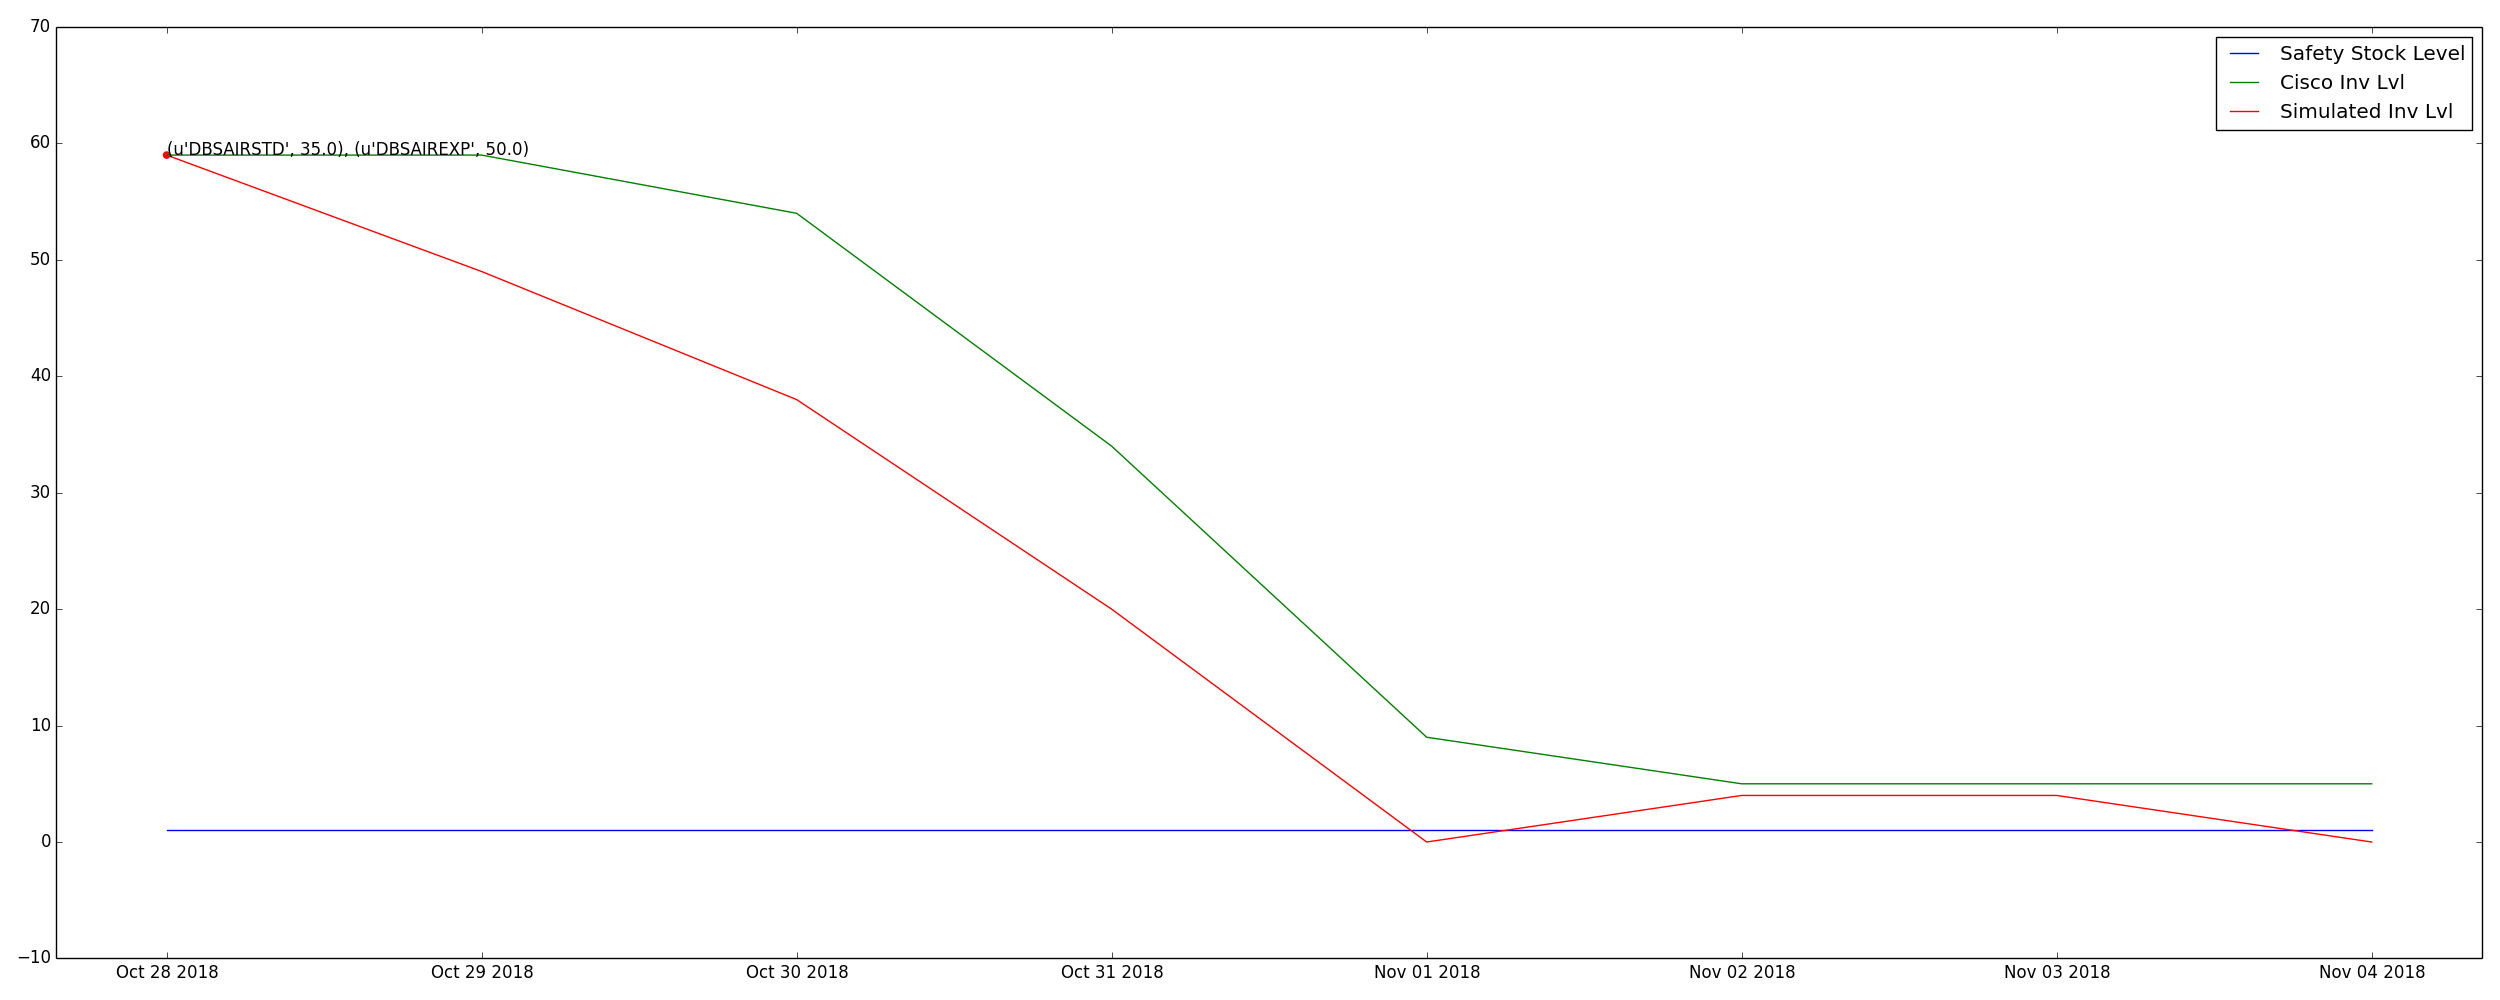 70
Safety Stock Level
Cisco Inv Lvl
Simulated Inv Lvl
60
(u'DBSAIRSTD', 35.0), (u'DBSAIREXP', 50.0)
50
40
30
20
10
0
−10
Oct 28 2018 Oct 29 2018 Oct 30 2018 Oct 31 2018 Nov 01 2018 Nov 02 2018 Nov 03 2018 Nov 04 2018